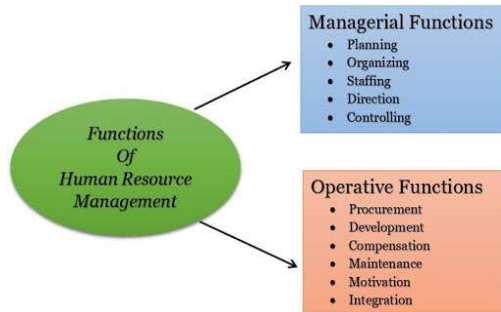 Functions
Of
Human Resource
Management
Managerial Functions
• Planning
• Organizing
• Staffing
• Direction
• Controlling
Operative Functions
• Procurement
• Development
• Compensation
• Maintenance
• Motivation
• Integration